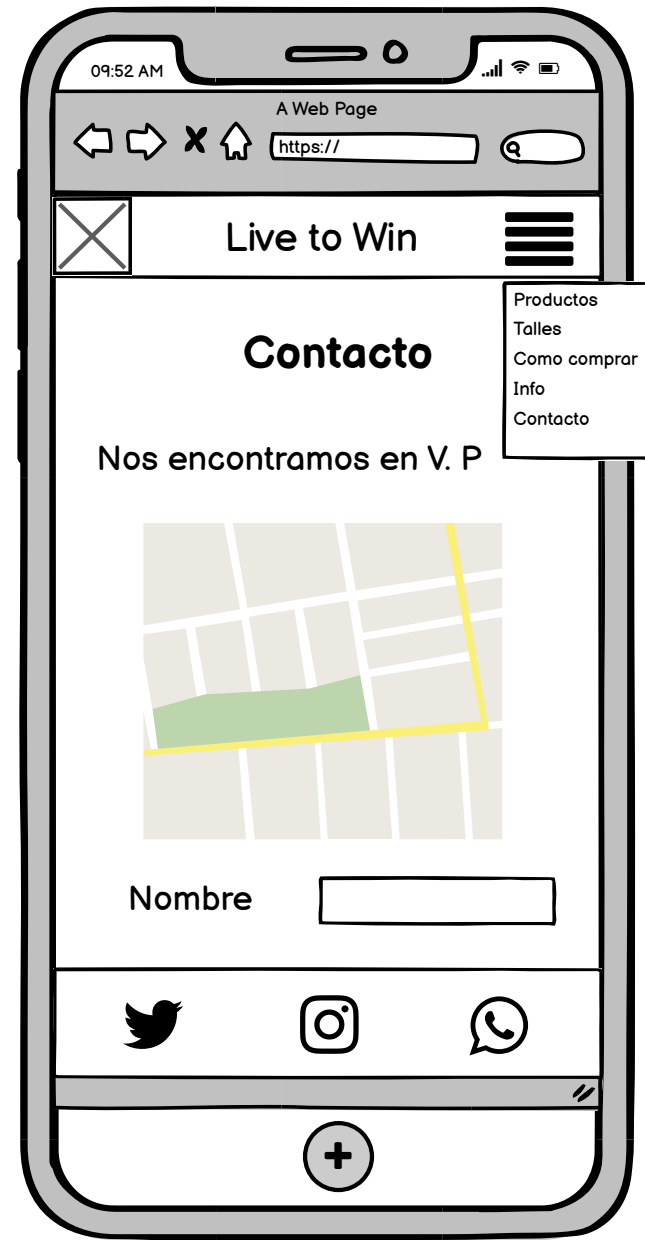 09:52 AM
A Web Page
https://
Live to Win
Productos
Talles
Como comprar
Info
Contacto
Contacto
Nos encontramos en V. P
Nombre